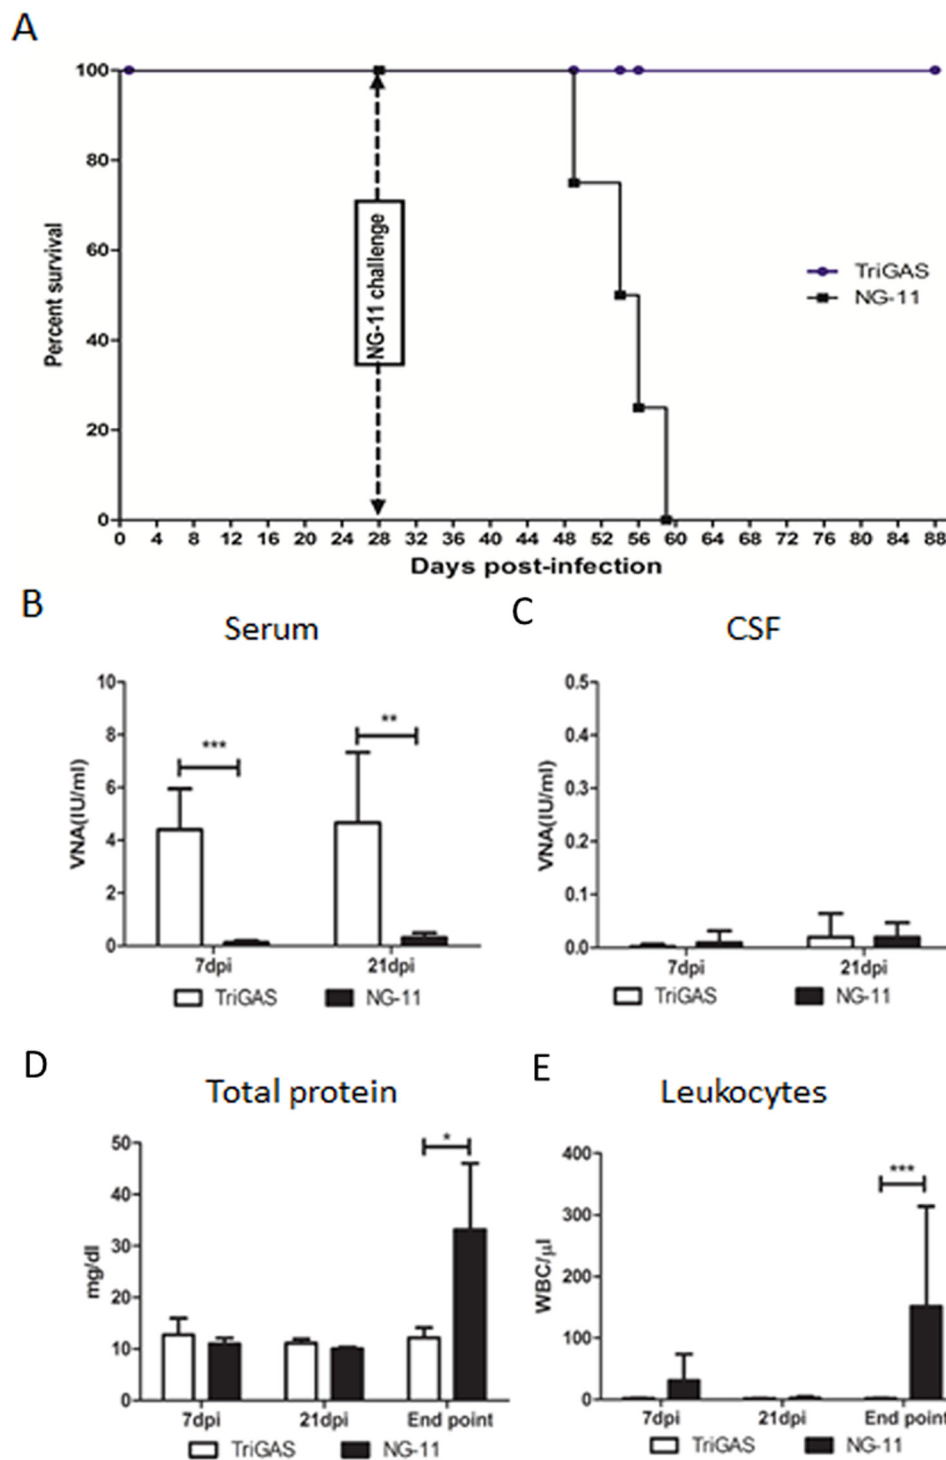 A
100
80
60
40
20
0
Percent survival
NG-11 challenge
TriGAS
NG-11
0 4 8 12 16 20 24 28 32 36 40 44 48 52 56 60 64 68 72 76 80 84 88
Days post-infection
B
Serum
10
8
6
4
2
0
VNA(IU/ml)
***
**
7dpi 21dpi
TriGAS NG-11
C
CSF
0.5
0.4
0.3
0.2
0.1
0.0
VNA(IU/ml)
7dpi 21dpi
TriGAS NG-11
D
Total protein
50
40
30
20
10
0
mg/dl
*
7dpi 21dpi End point
TriGAS NG-11
E
Leukocytes
400
300
200
100
0
WBC/µl
***
7dpi 21dpi End point
TriGAS NG-11